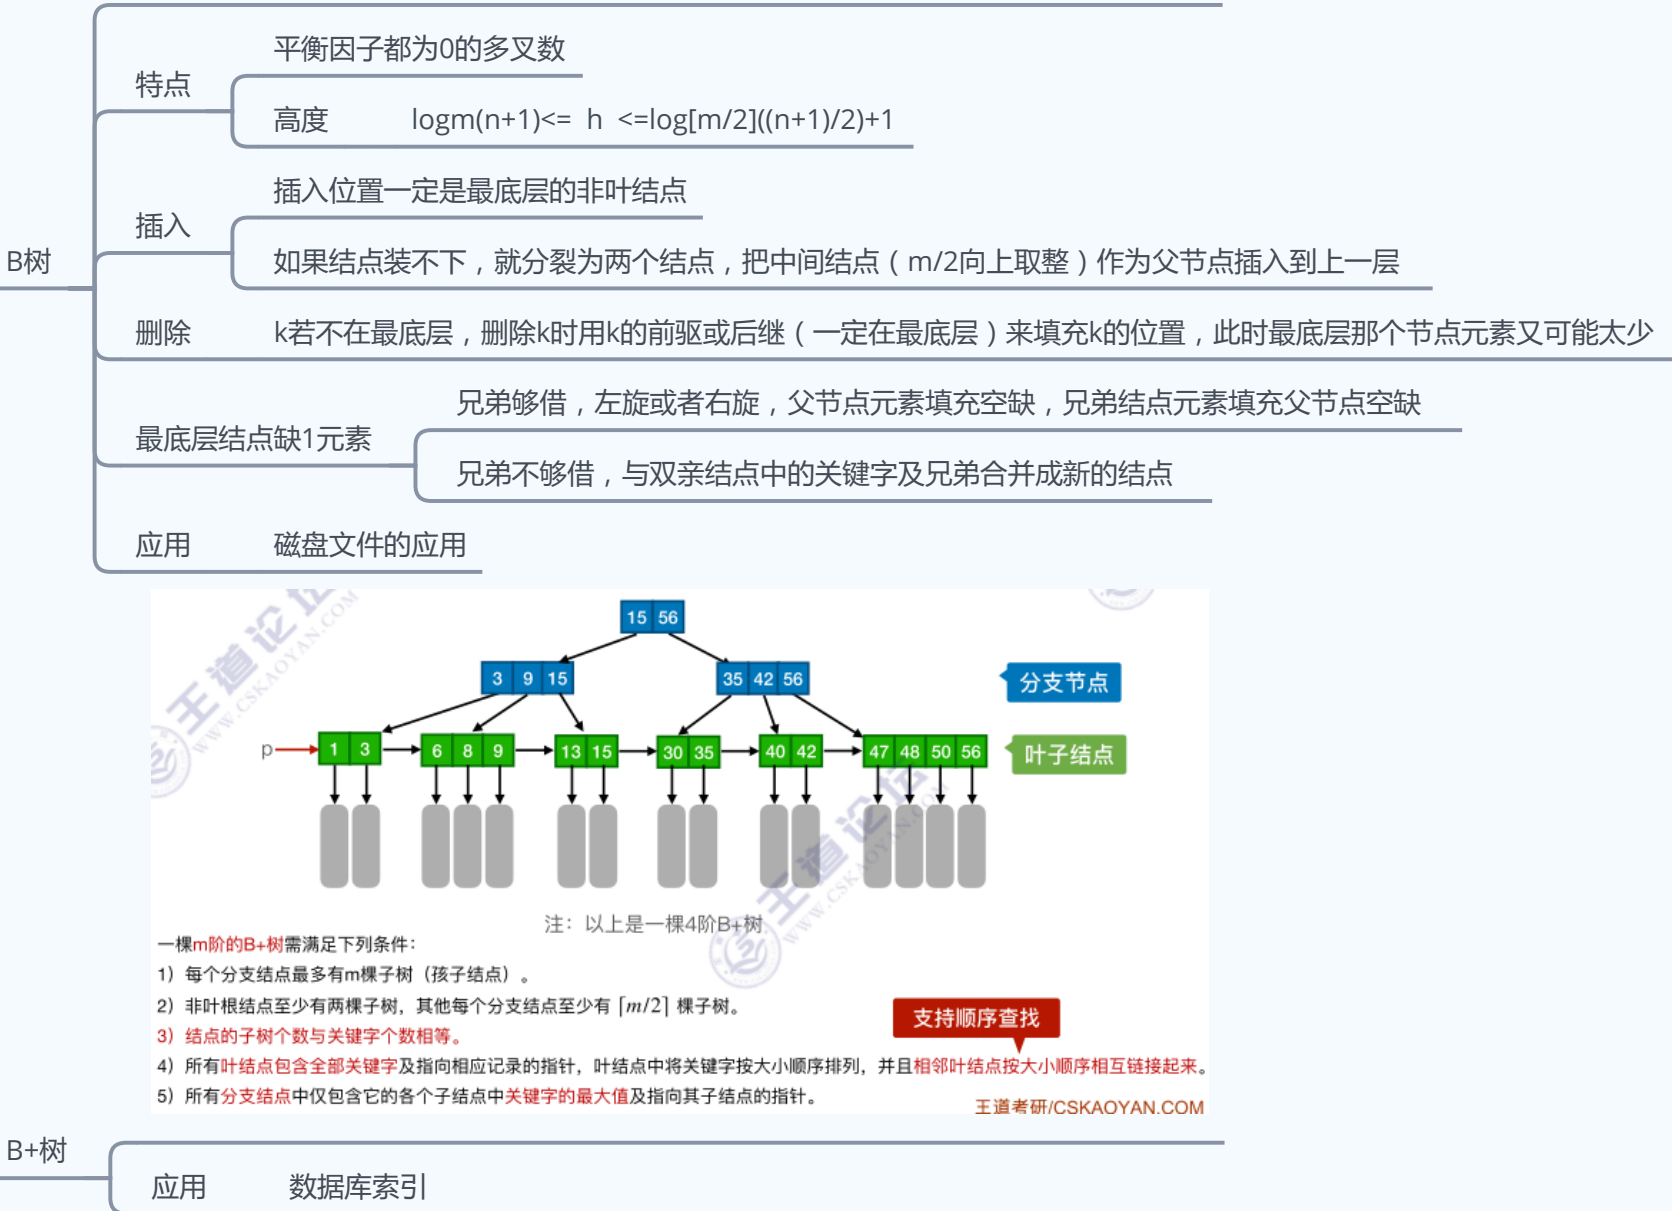 平衡因子都为0的多叉数
特点
高度 logm(n+1)<= h <=log[m/2]((n+1)/2)+1
插入位置一定是最底层的非叶结点
插入
B树
如果结点装不下，就分裂为两个结点，把中间结点（m/2向上取整）作为父节点插入到上一层
删除 k若不在最底层，删除k时用k的前驱或后继（一定在最底层）来填充k的位置，此时最底层那个节点元素又可能太少
兄弟够借，左旋或者右旋，父节点元素填充空缺，兄弟结点元素填充父节点空缺
最底层结点缺1元素
兄弟不够借，与双亲结点中的关键字及兄弟合并成新的结点
应用 磁盘文件的应用
15 56
3 9 15 35 42 56 分支节点
p 1 3 6 8 9 13 15 30 35 40 42 47 48 50 56 叶子结点
王道论坛
WWW.CSKAOYAN.COM
王道论坛
WWW.CSKAOYAN.COM
注：以上是一棵4阶B+树
一棵m阶的B+树需满足下列条件：
1）每个分支结点最多有m棵子树（孩子结点）。
2）非叶根结点至少有两棵子树，其他每个分支结点至少有 ⌈m/2⌉ 棵子树。
支持顺序查找
3）结点的子树个数与关键字个数相等。
4）所有叶结点包含全部关键字及指向相应记录的指针，叶结点中将关键字按大小顺序排列，并且相邻叶结点按大小顺序相互链接起来。
5）所有分支结点中仅包含它的各个子结点中关键字的最大值及指向其子结点的指针。
王道考研/CSKAOYAN.COM
B+树
应用 数据库索引